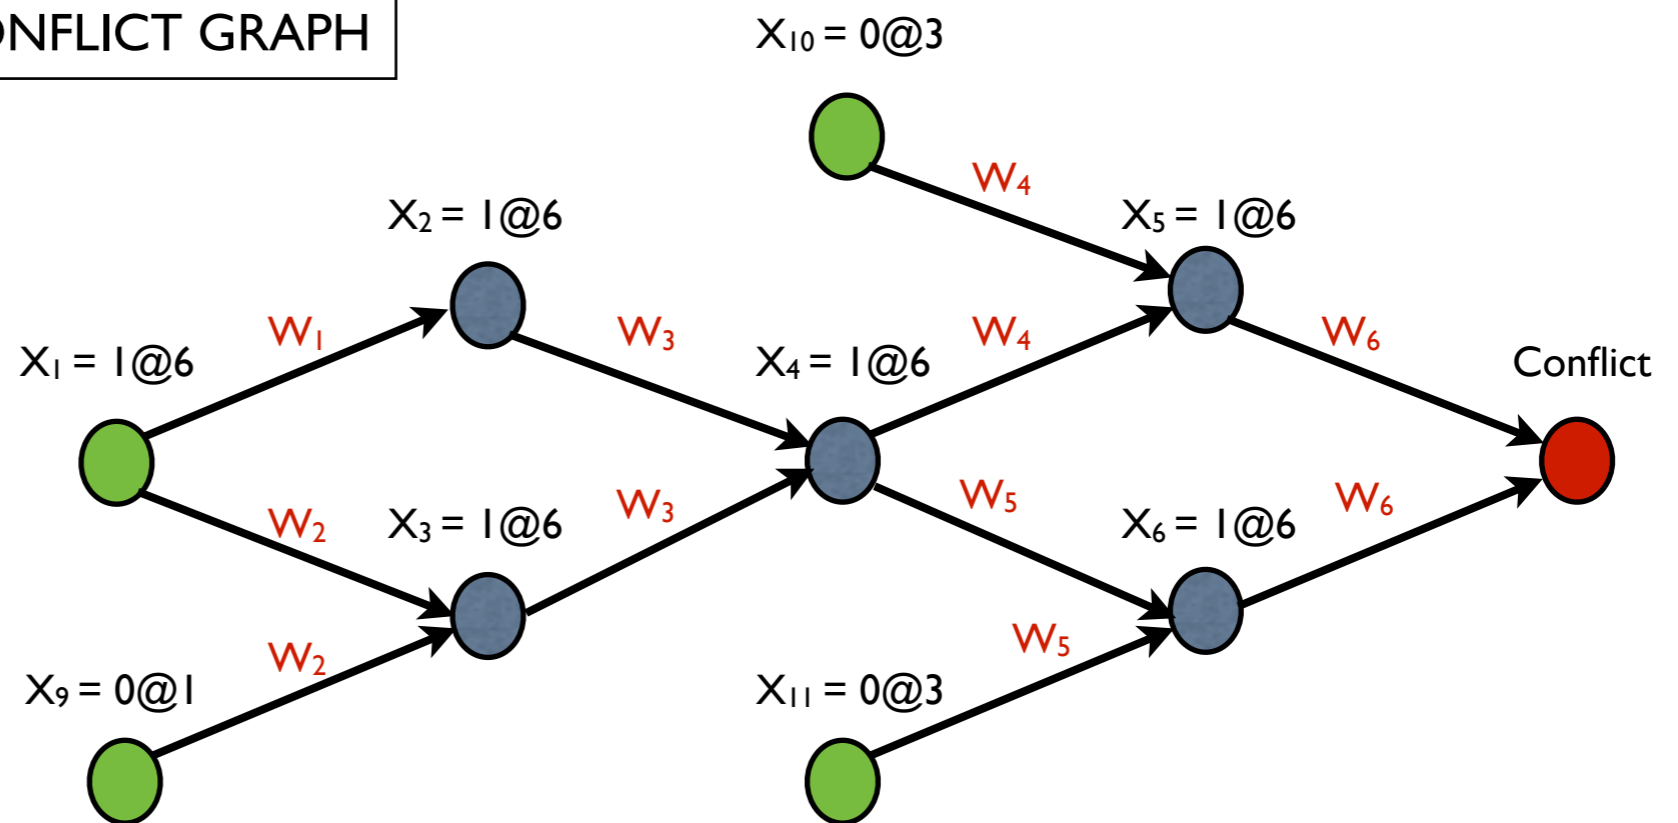 ONFLICT GRAPH
X₁₀ = 0@3
W₄
X₂ = 1@6
X₅ = 1@6
W₁
W₃
W₄
W₆
X₁ = 1@6
X₄ = 1@6
Conflict
W₂
X₃ = 1@6
W₃
W₅
X₆ = 1@6
W₆
W₂
W₅
X₉ = 0@1
X₁₁ = 0@3